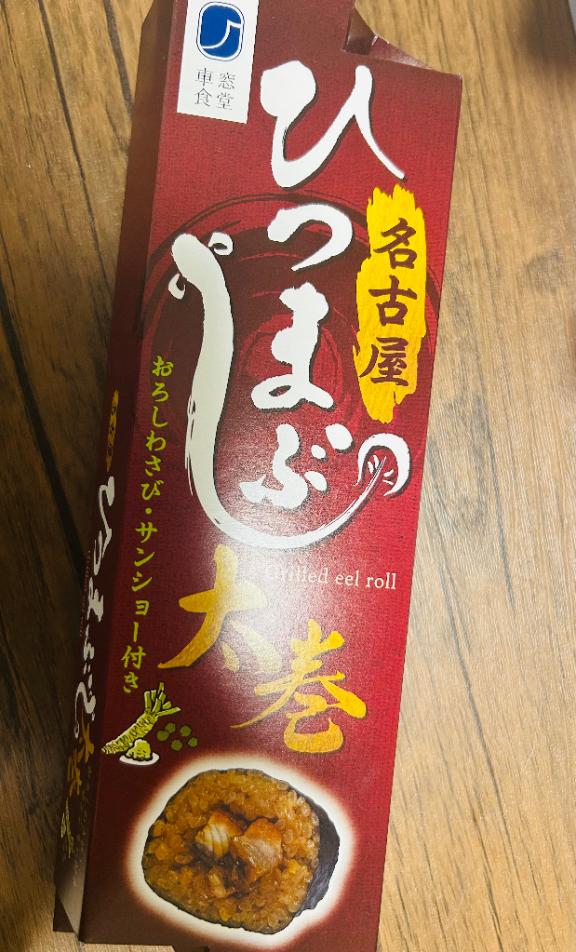 車窓
食堂
ひつまぶし
名古屋
おろしわさび・サンショー付き
Grilled eel roll
太巻